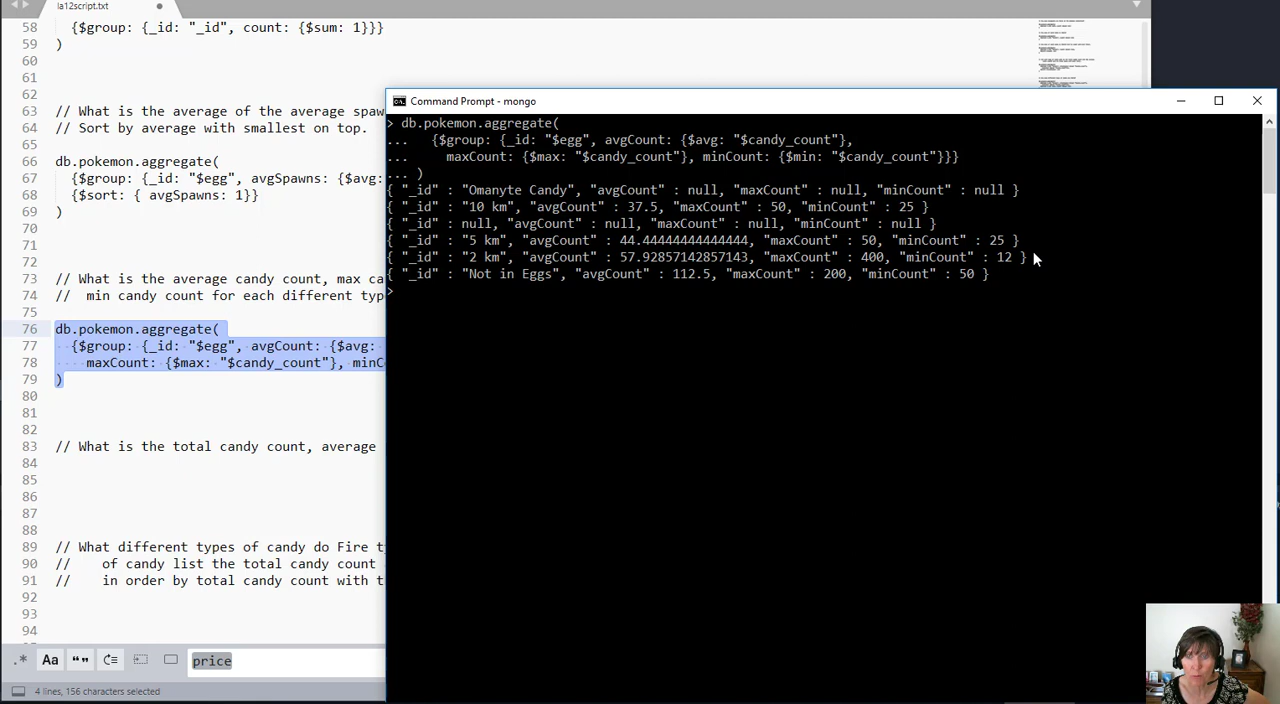 la12script.txt
58 {$group: {_id: "_id", count: {$sum: 1}}}
59 )
60
61
62
63 // What is the average of the average spaw
64 // Sort by average with smallest on top.
65
66 db.pokemon.aggregate(
67 {$group: {_id: "$egg", avgSpawns: {$avg:
68 {$sort: { avgSpawns: 1}}
69 )
70
71
72
73 // What is the average candy count, max ca
74 // min candy count for each different typ
75
76 db.pokemon.aggregate(
77 {$group: {_id: "$egg", avgCount: {$avg:
78 maxCount: {$max: "$candy_count"}, minC
79 )
80
81
82
83 // What is the total candy count, average
84
85
86
87
88
89 // What different types of candy do Fire t
90 // of candy list the total candy count
91 // in order by total candy count with t
92
93
94
.* Aa “” price
4 lines, 156 characters selected
Command Prompt - mongo
> db.pokemon.aggregate(
... {$group: {_id: "$egg", avgCount: {$avg: "$candy_count"},
... maxCount: {$max: "$candy_count"}, minCount: {$min: "$candy_count"}}}
... )
{ "_id" : "Omanyte Candy", "avgCount" : null, "maxCount" : null, "minCount" : null }
{ "_id" : "10 km", "avgCount" : 37.5, "maxCount" : 50, "minCount" : 25 }
{ "_id" : null, "avgCount" : null, "maxCount" : null, "minCount" : null }
{ "_id" : "5 km", "avgCount" : 44.44444444444444, "maxCount" : 50, "minCount" : 25 }
{ "_id" : "2 km", "avgCount" : 57.92857142857143, "maxCount" : 400, "minCount" : 12 }
{ "_id" : "Not in Eggs", "avgCount" : 112.5, "maxCount" : 200, "minCount" : 50 }
>